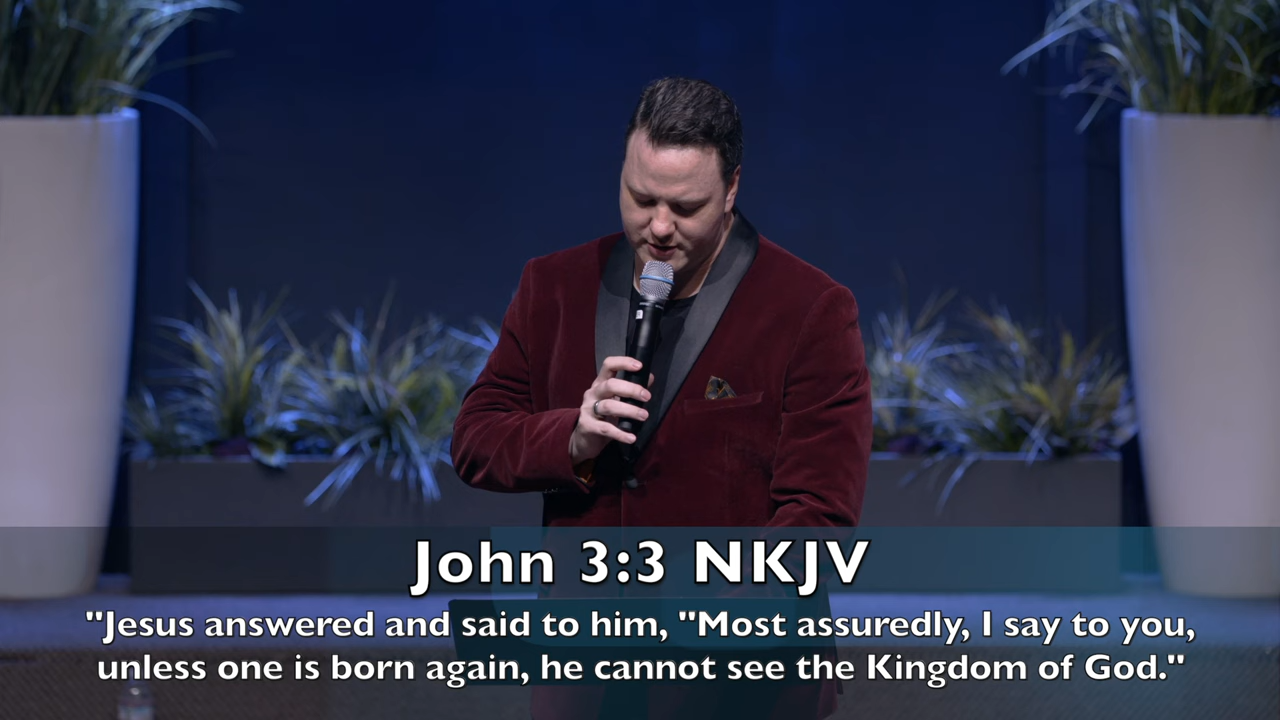 John 3:3 NKJV
"Jesus answered and said to him, "Most assuredly, I say to you,
unless one is born again, he cannot see the Kingdom of God."